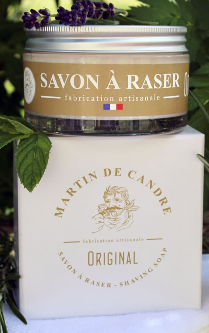 SAVON À RASER
fabrication artisanale
MARTIN DE CANDRE
fabrication artisanale
ORIGINAL
SAVON À RASER - SHAVING SOAP